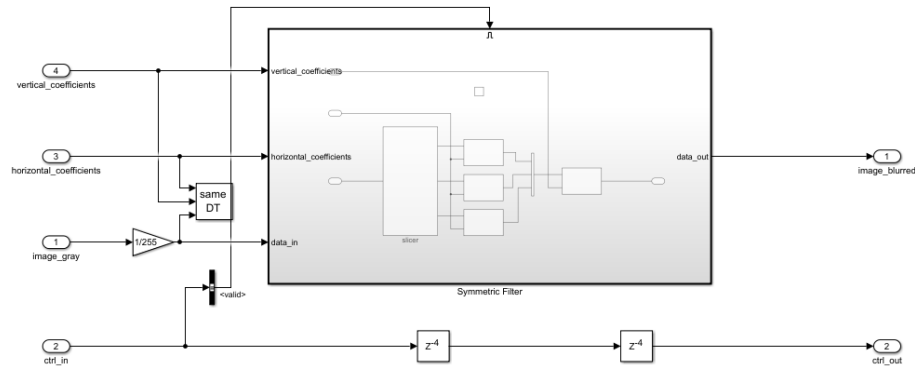 4
vertical_coefficients
3
horizontal_coefficients
same
DT
1
image_gray
1/255
<valid>
2
ctrl_in
vertical_coefficients
horizontal_coefficients
data_in
slicer
data_out
Symmetric Filter
1
image_blurred
Z-4
Z-4
2
ctrl_out